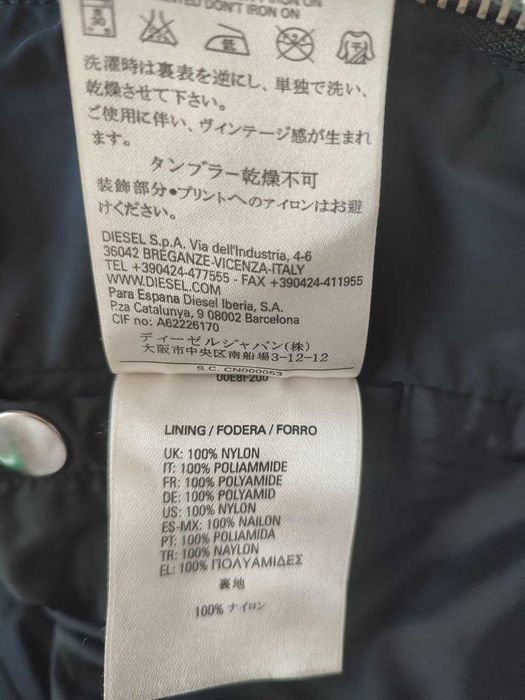 DON'T IRON ON
30
低
洗濯時は裏表を逆にし、単独で洗い、
乾燥させて下さい。
ご使用に伴い、ヴィンテージ感が生まれ
ます。
タンブラー乾燥不可
装飾部分•プリントへのアイロンはお避
けください。
DIESEL S.p.A. Via dell'Industria, 4-6
36042 BREGANZE-VICENZA-ITALY
TEL +390424-477555 - FAX +390424-411955
WWW.DIESEL.COM
Para Espana Diesel Iberia, S.A.
P.za Catalunya, 9 08002 Barcelona
CIF no: A62226170
ディーゼルジャパン(株)
大阪市中央区南船場3-12-12
S.C. CN000053
00E8F200
LINING / FODERA / FORRO
UK: 100% NYLON
IT: 100% POLIAMMIDE
FR: 100% POLYAMIDE
DE: 100% POLYAMID
US: 100% NYLON
ES-MX: 100% NAILON
PT: 100% POLIAMIDA
TR: 100% NAYLON
EL: 100% ΠΟΛΥΑΜΙΔΕΣ
裏地
100% ナイロン